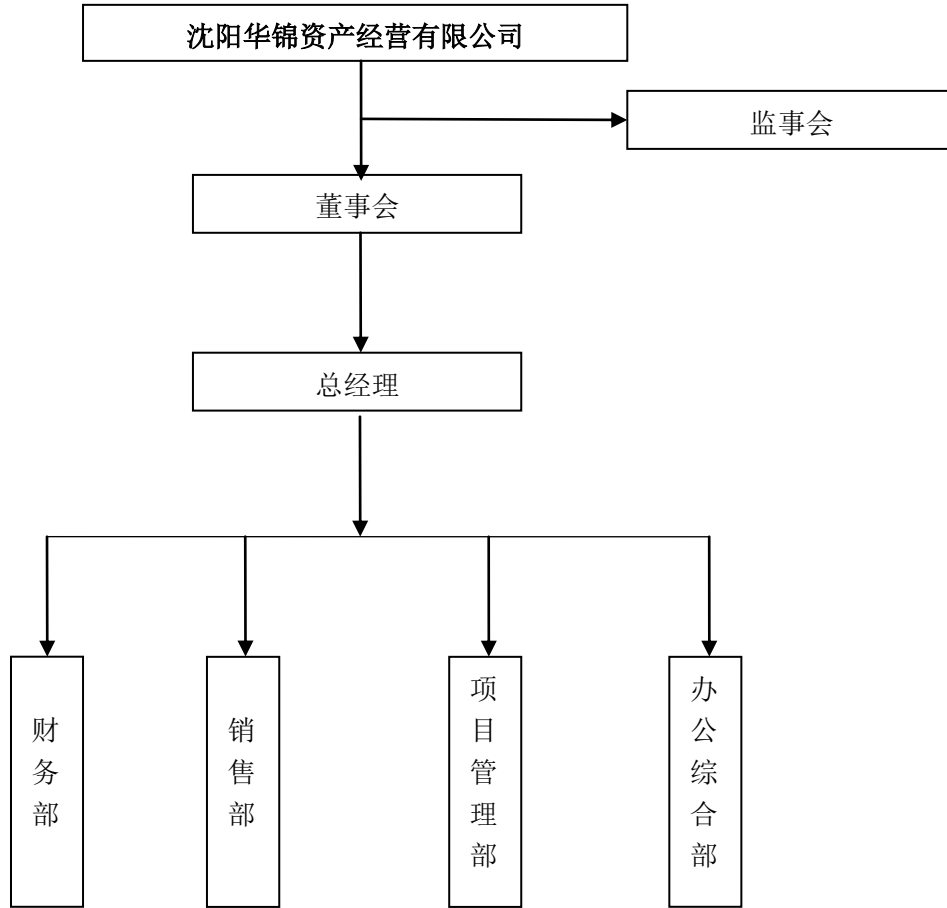 沈阳华锦资产经营有限公司
监事会
董事会
总经理
财务部
销售部
项目管理部
办公综合部